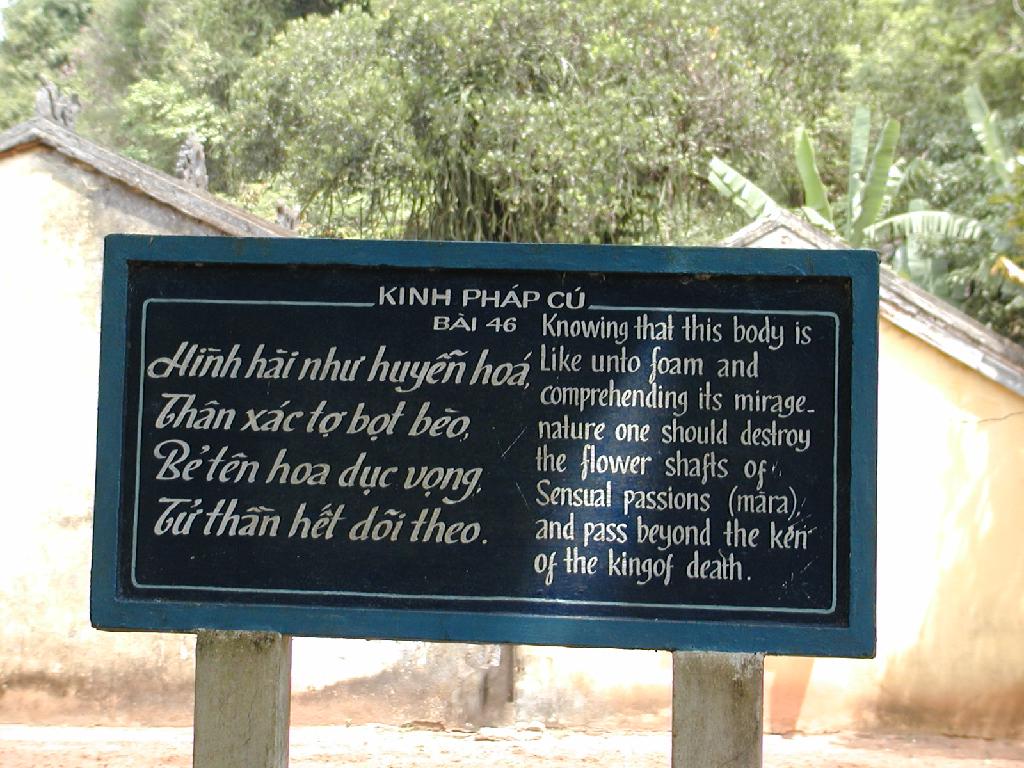 KINH PHÁP CÚ
BÀI 46
Hình hài như huyễn hoá,
Thân xác tợ bọt bèo,
Bẻ tên hoa dục vọng,
Tử thần hết dõi theo.
Knowing that this body is
Like unto foam and
comprehending its mirage-
nature one should destroy
the flower shafts of
Sensual passions (māra),
and pass beyond the ken
of the kingof death.